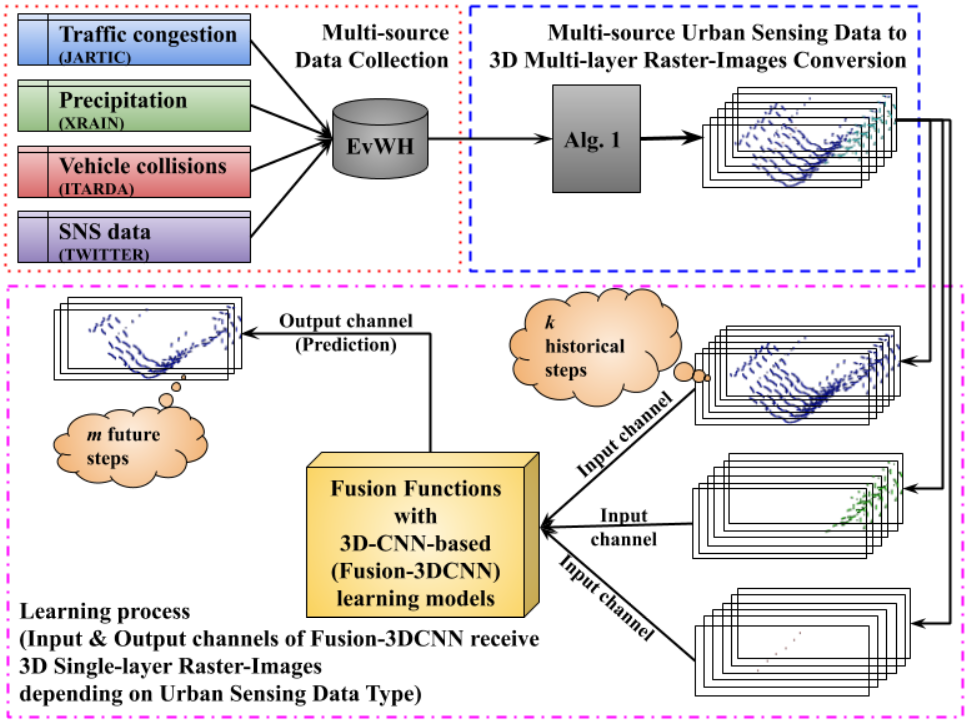 Traffic congestion
(JARTIC)
Precipitation
(XRAIN)
Vehicle collisions
(ITARDA)
SNS data
(TWITTER)
Multi-source
Data Collection
EvWH
Multi-source Urban Sensing Data to
3D Multi-layer Raster-Images Conversion
Alg. 1
Output channel
(Prediction)
m future
steps
k
historical
steps
Input channel
Input
channel
Input channel
Fusion Functions
with
3D-CNN-based
(Fusion-3DCNN)
learning models
Learning process
(Input & Output channels of Fusion-3DCNN receive
3D Single-layer Raster-Images
depending on Urban Sensing Data Type)